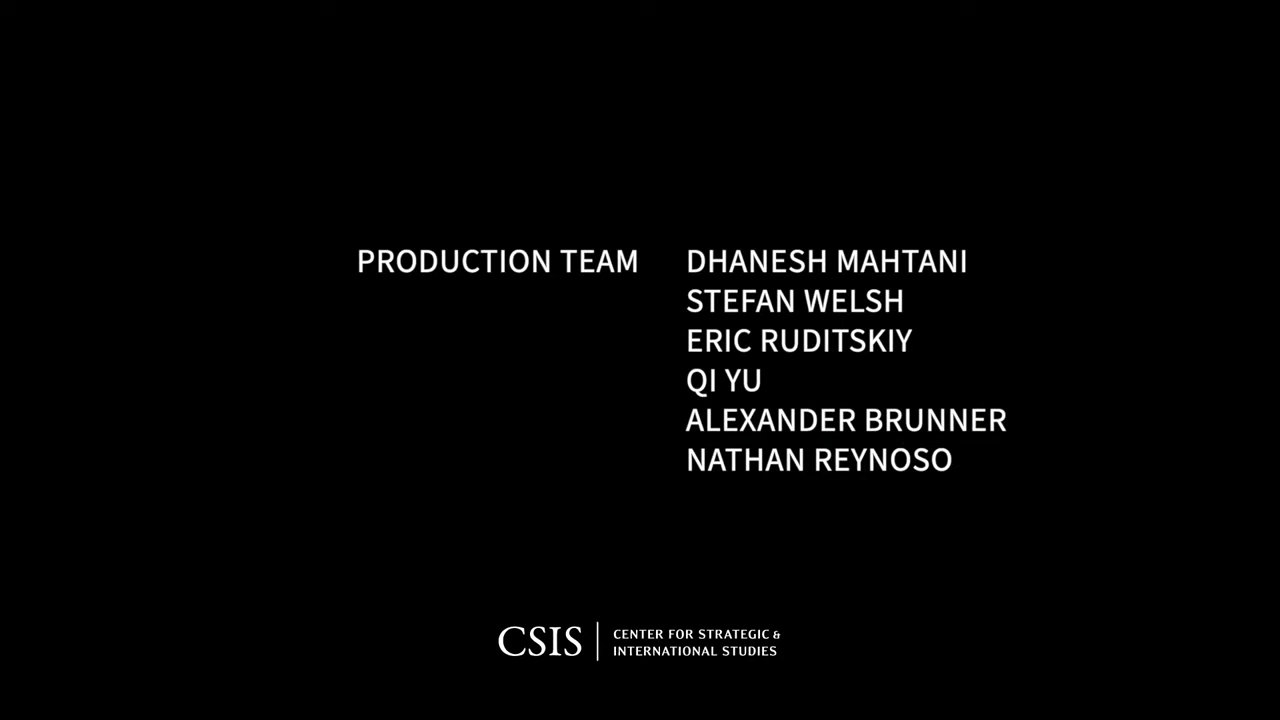 PRODUCTION TEAM DHANESH MAHTANI
STEFAN WELSH
ERIC RUDITSKIY
QI YU
ALEXANDER BRUNNER
NATHAN REYNOSO
CSIS CENTER FOR STRATEGIC &
INTERNATIONAL STUDIES